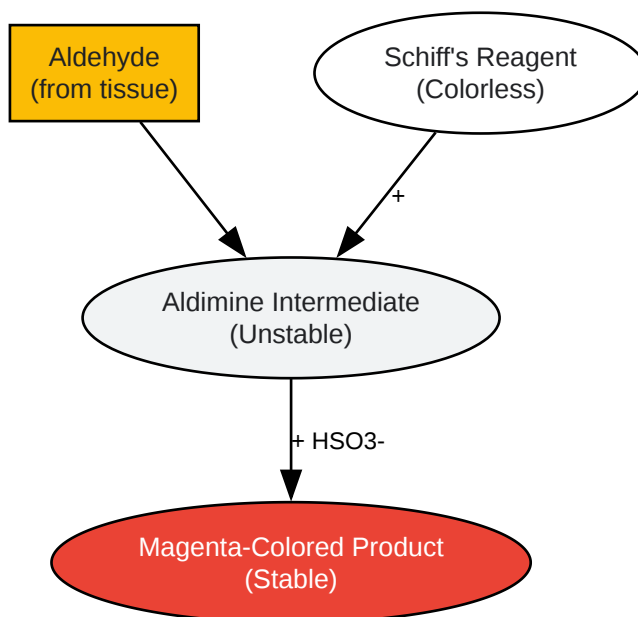 Aldehyde
(from tissue)
Schiff's Reagent
(Colorless)
+
Aldimine Intermediate
(Unstable)
+ HSO3-
Magenta-Colored Product
(Stable)